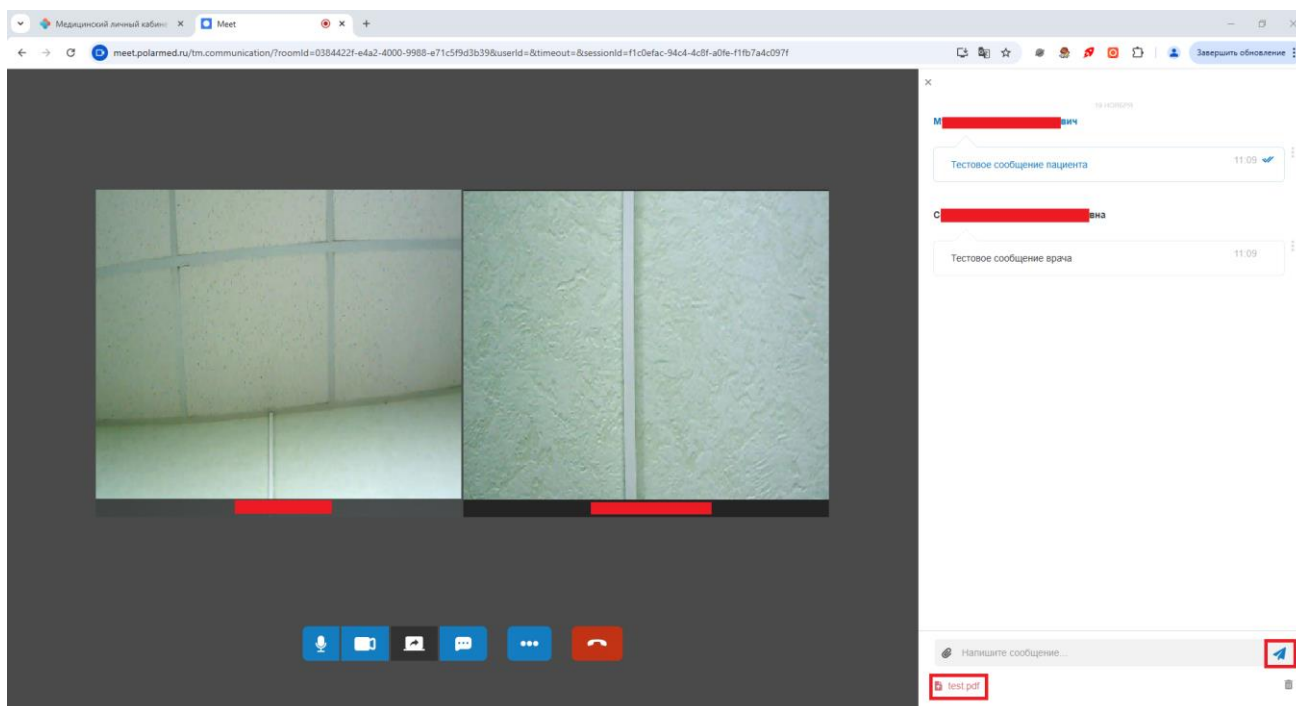 Медицинский личный кабине
Meet
meet.polarmed.ru/tm.communication/?roomId=0384422f-e4a2-4000-9988-e71c5f9d3b39&userId=&timeout=&sessionId=f1c0efac-94c4-4c8f-a0fe-f1fb7a4c097f
Завершить обновление
М
вич
Тестовое сообщение пациента
11:09
С
вна
Тестовое сообщение врача
11:09
Напишите сообщение...
test.pdf